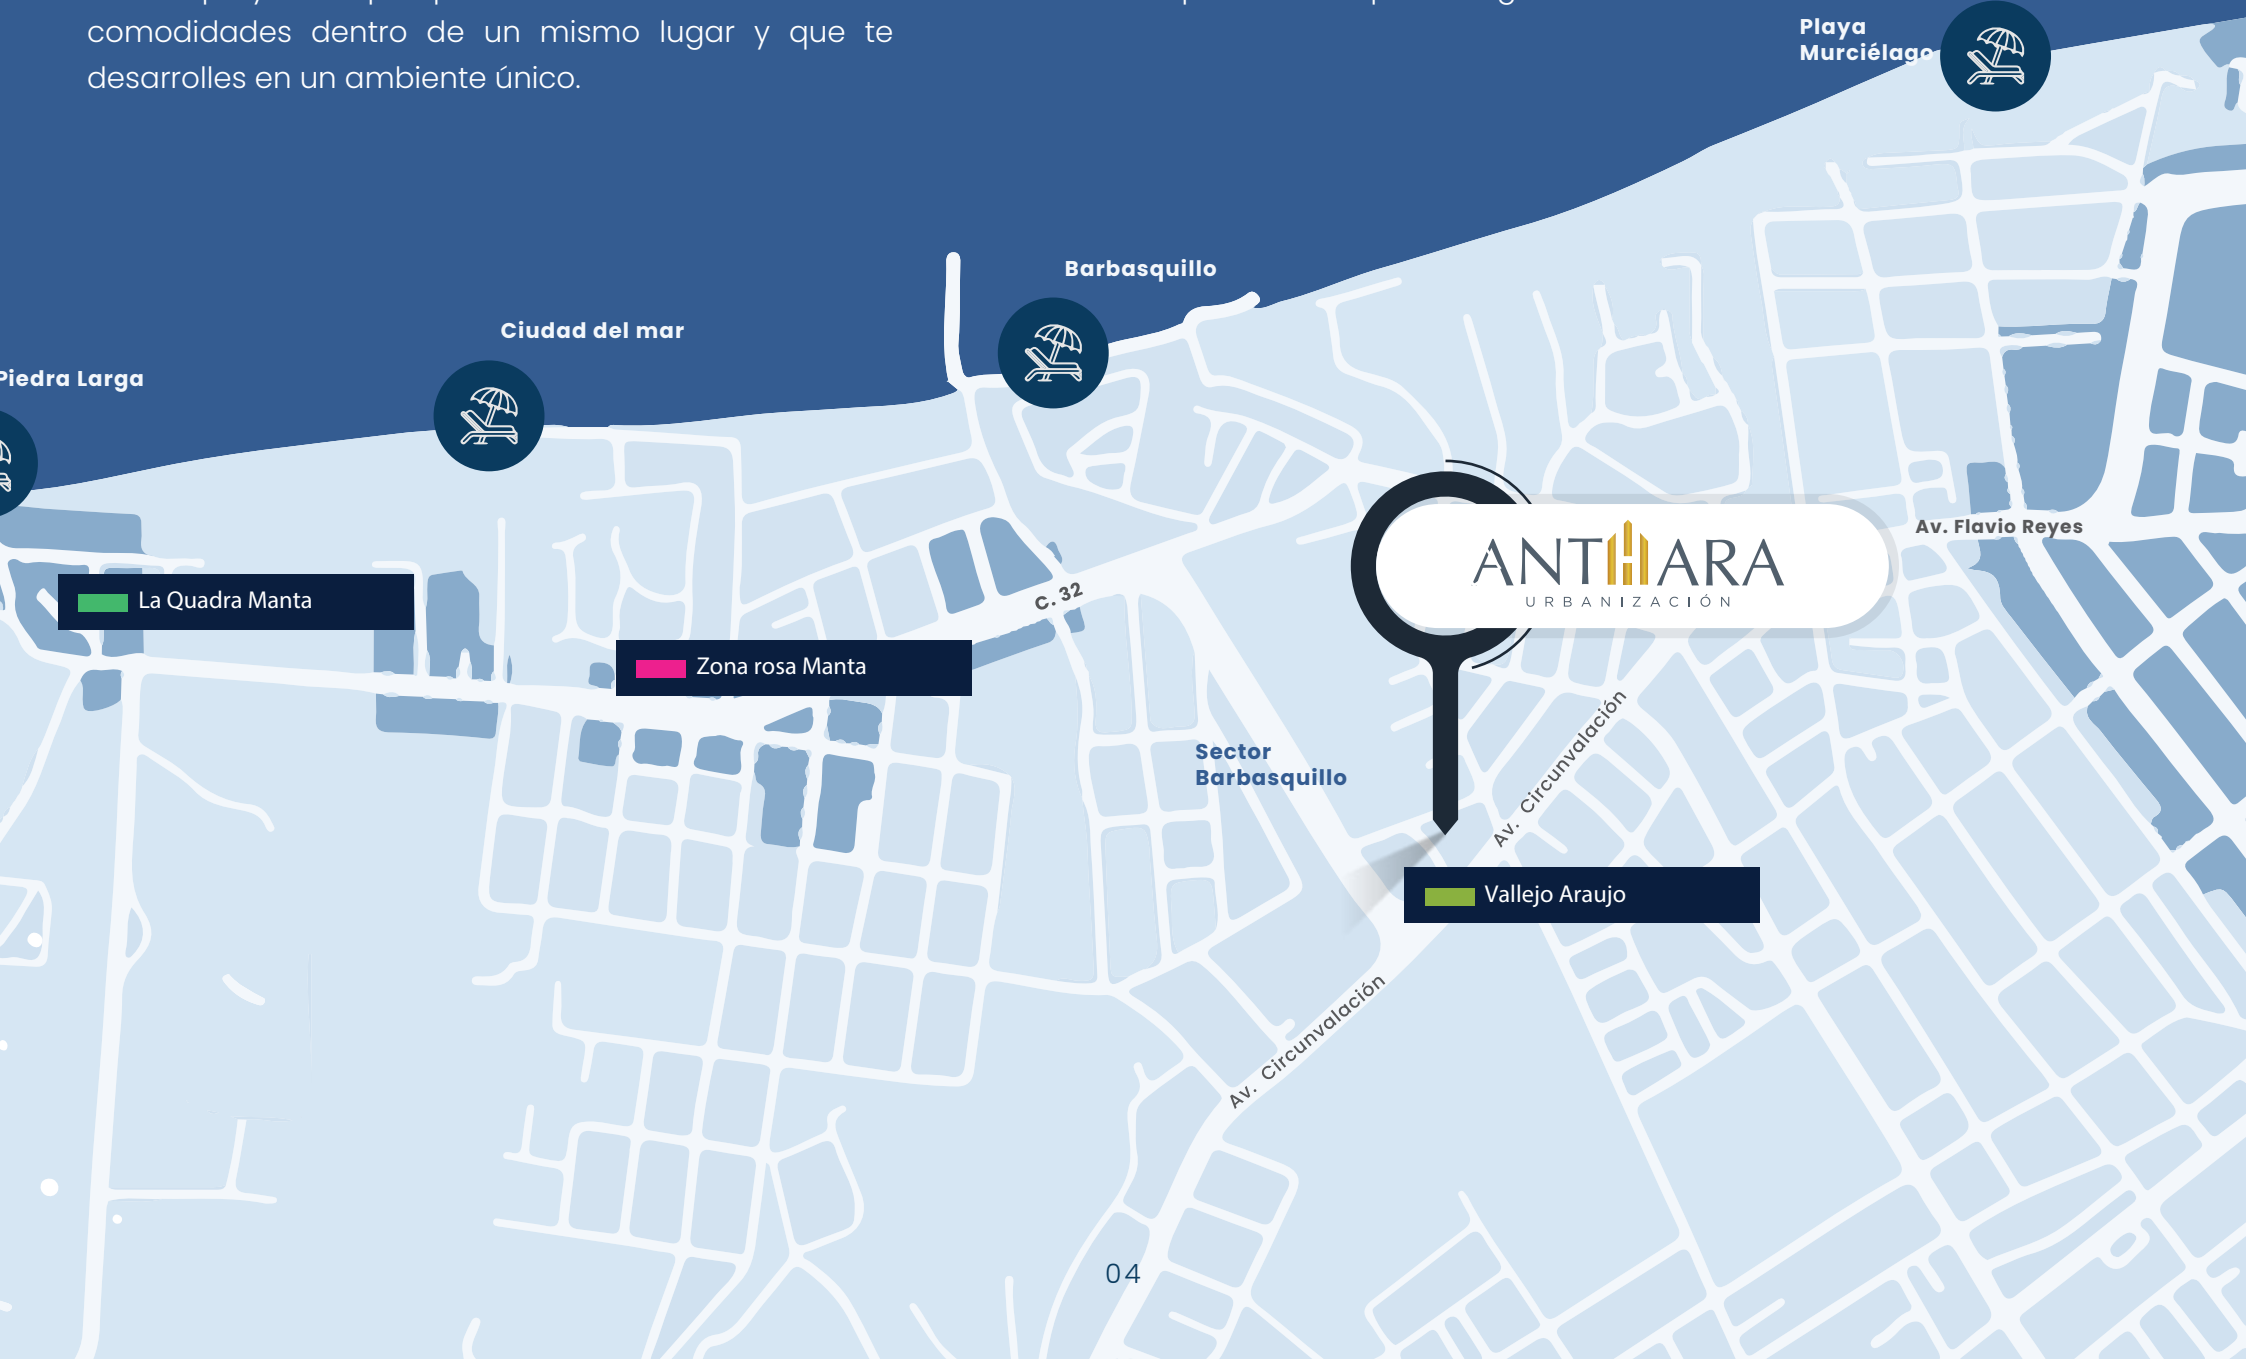 comodidades dentro de un mismo lugar y que te
desarrolles en un ambiente único.
Playa
Murciélago
Barbasquillo
Ciudad del mar
Piedra Larga
ANTHARA
URBANIZACIÓN
Av. Flavio Reyes
La Quadra Manta
C. 32
Zona rosa Manta
Sector
Barbasquillo
Av. Circunvalación
Vallejo Araujo
Av. Circunvalación
04